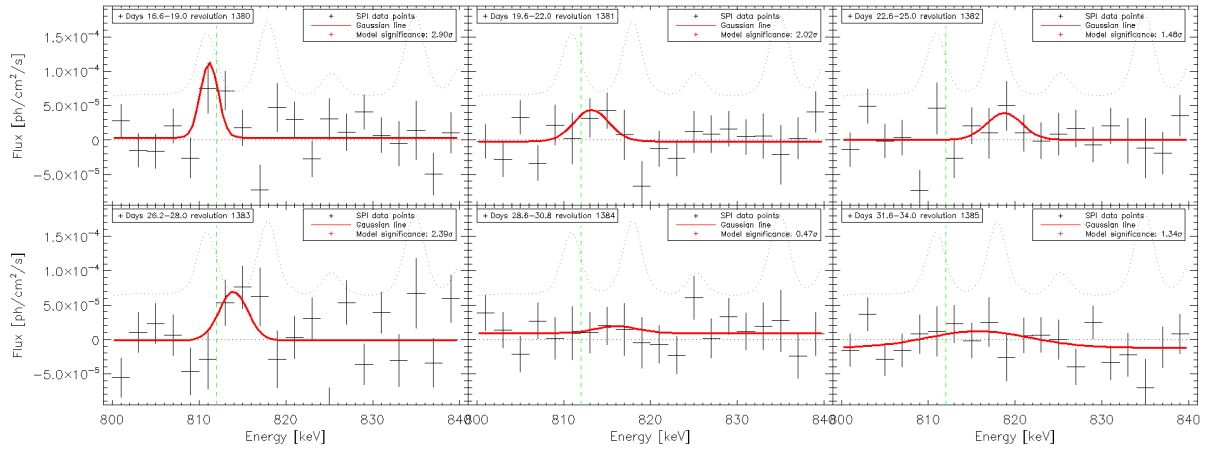 + Days 16.6−19.0 revolution 1380
+ SPI data points
Gaussian line
+ Model significance: 2.90σ
+ Days 19.6−22.0 revolution 1381
+ SPI data points
Gaussian line
+ Model significance: 2.02σ
+ Days 22.6−25.0 revolution 1382
+ SPI data points
Gaussian line
+ Model significance: 1.48σ
Flux [ph/cm²/s]
1.5×10⁻⁴
1.0×10⁻⁴
5.0×10⁻⁵
0
−5.0×10⁻⁵
+ Days 26.2−28.0 revolution 1383
+ SPI data points
Gaussian line
+ Model significance: 2.39σ
+ Days 28.6−30.8 revolution 1384
+ SPI data points
Gaussian line
+ Model significance: 0.47σ
+ Days 31.6−34.0 revolution 1385
+ SPI data points
Gaussian line
+ Model significance: 1.34σ
Flux [ph/cm²/s]
1.5×10⁻⁴
1.0×10⁻⁴
5.0×10⁻⁵
0
−5.0×10⁻⁵
800 810 820 830 840
800 810 820 830 840
800 810 820 830 840
Energy [keV]
Energy [keV]
Energy [keV]